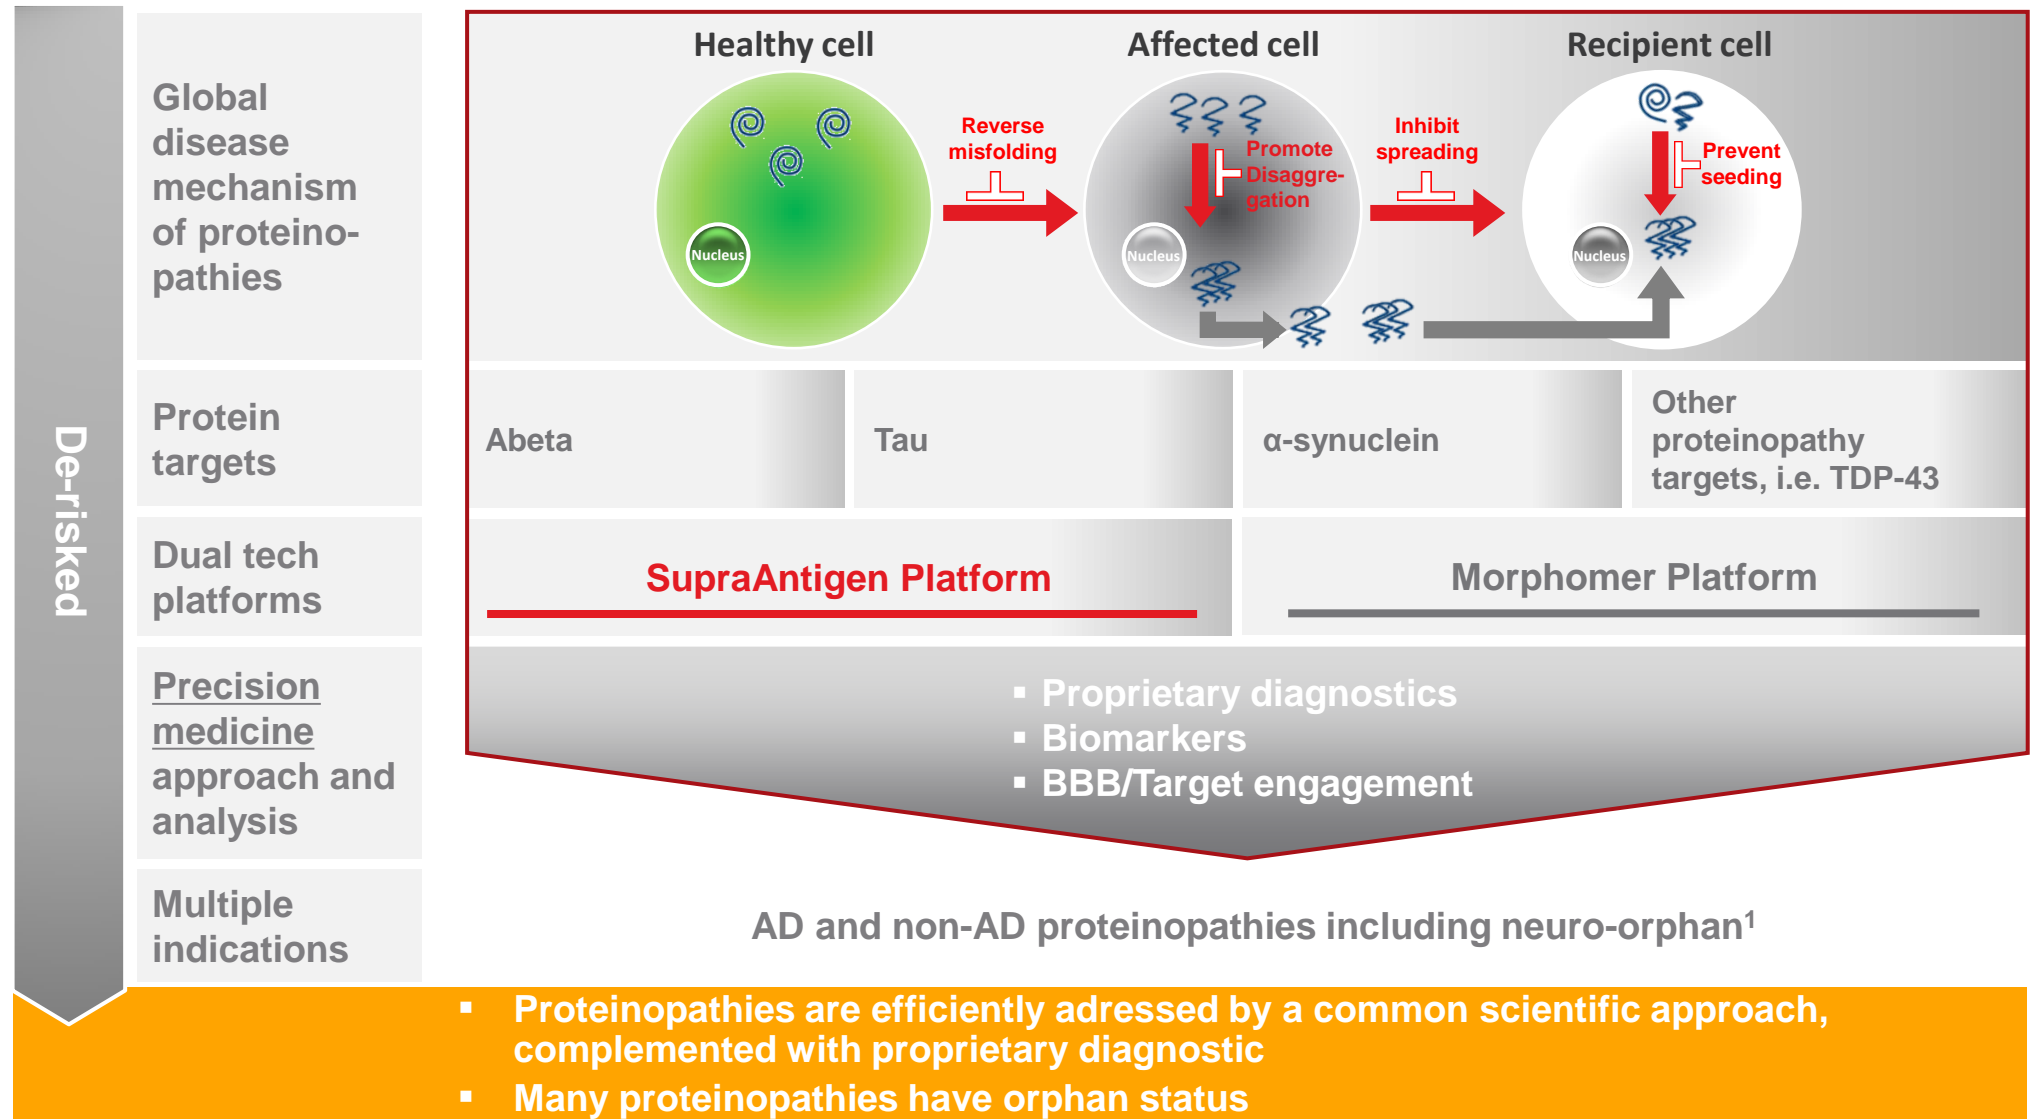 De-risked
Global
disease
mechanism
of proteino-
pathies
Healthy cell
Affected cell
Recipient cell
Reverse
misfolding
Promote
Disaggre-
gation
Inhibit
spreading
Prevent
seeding
Nucleus
Nucleus
Nucleus
Protein
targets
Abeta
Tau
α-synuclein
Other
proteinopathy
targets, i.e. TDP-43
Dual tech
platforms
SupraAntigen Platform
Morphomer Platform
Precision
medicine
approach and
analysis
▪ Proprietary diagnostics
▪ Biomarkers
▪ BBB/Target engagement
Multiple
indications
AD and non-AD proteinopathies including neuro-orphan¹
▪ Proteinopathies are efficiently adressed by a common scientific approach,
complemented with proprietary diagnostic
▪ Many proteinopathies have orphan status